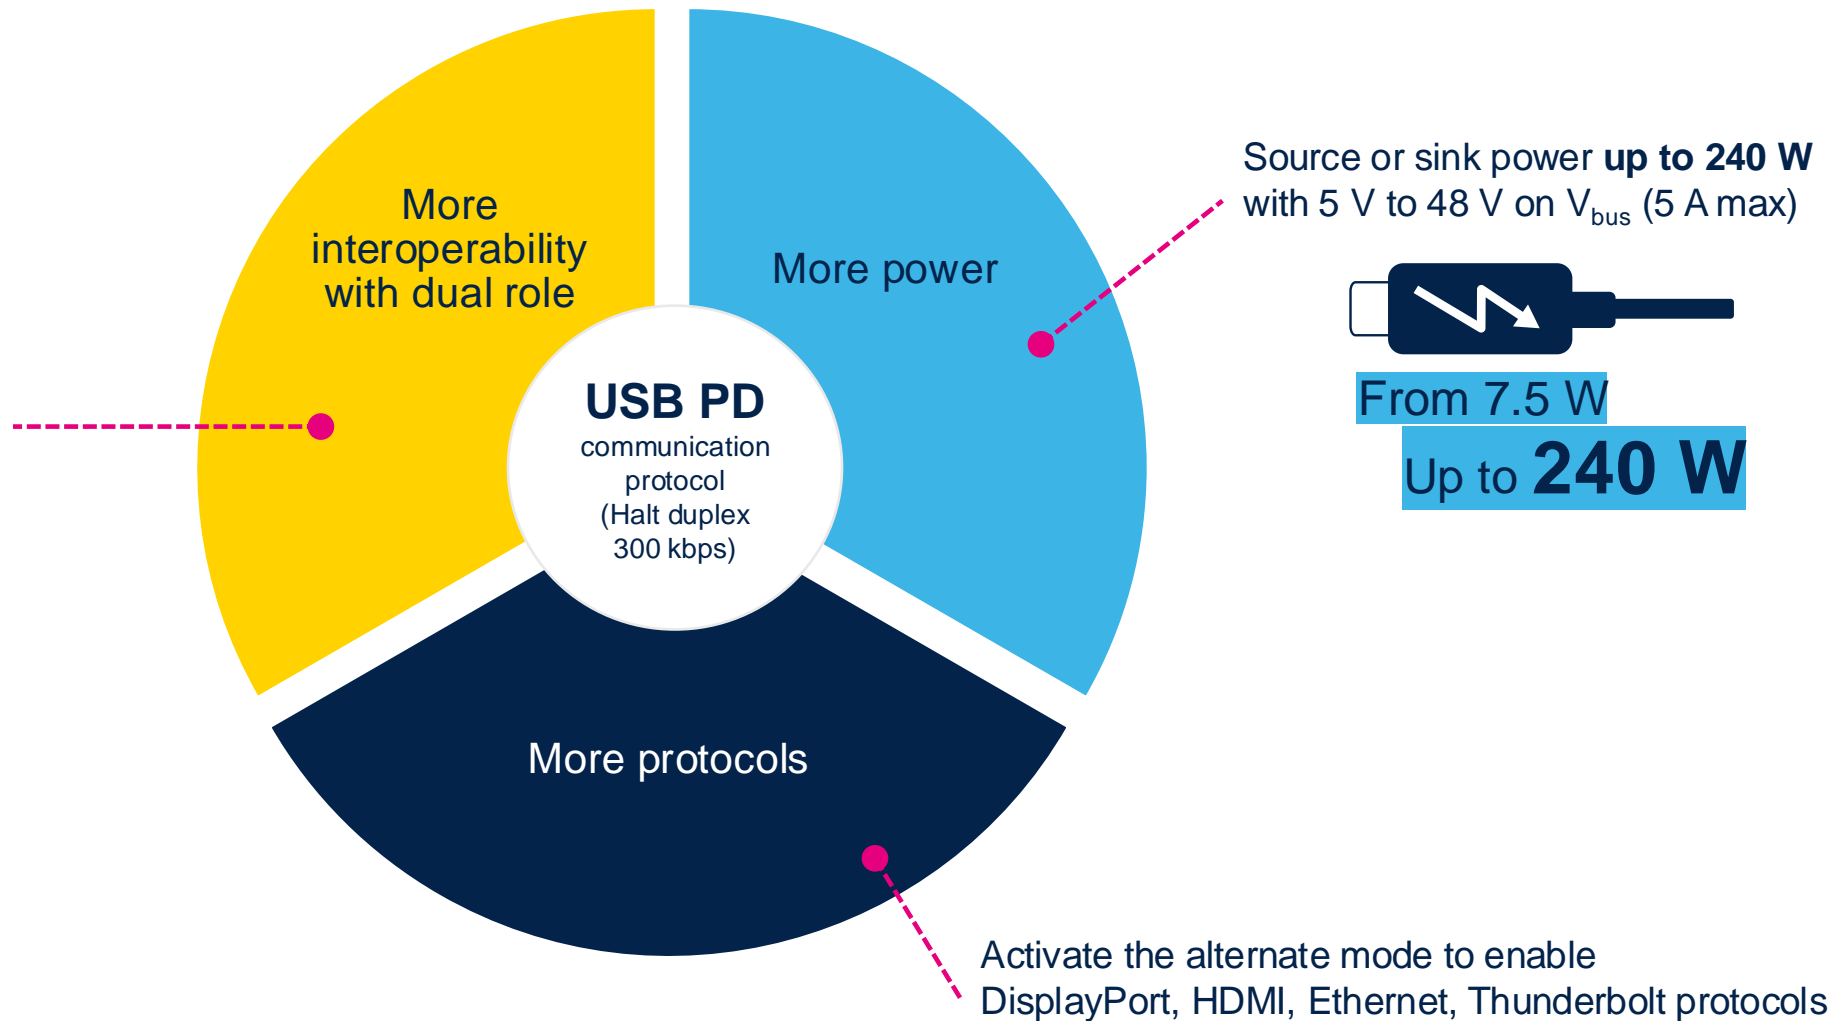 More
interoperability
with dual role
More power
USB PD
communication
protocol
(Halt duplex
300 kbps)
More protocols
Source or sink power up to 240 W
with 5 V to 48 V on Vbus (5 A max)
From 7.5 W
Up to 240 W
Activate the alternate mode to enable
DisplayPort, HDMI, Ethernet, Thunderbolt protocols